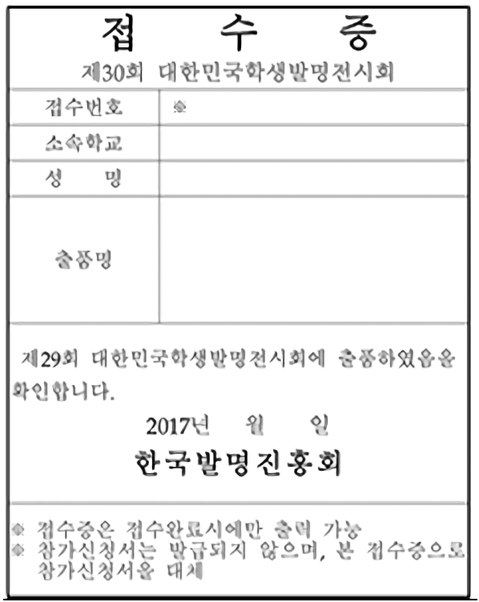 접 수 증
제30회 대한민국학생발명전시회
접수번호 ※
소속학교
성 명
출품명
제29회 대한민국학생발명전시회에 출품하였음을
확인합니다.
2017년 월 일
한국발명진흥회
※ 접수증은 접수완료시에만 출력 가능
※ 참가신청서는 발급되지 않으며, 본 접수증으로
참가신청서을 대체